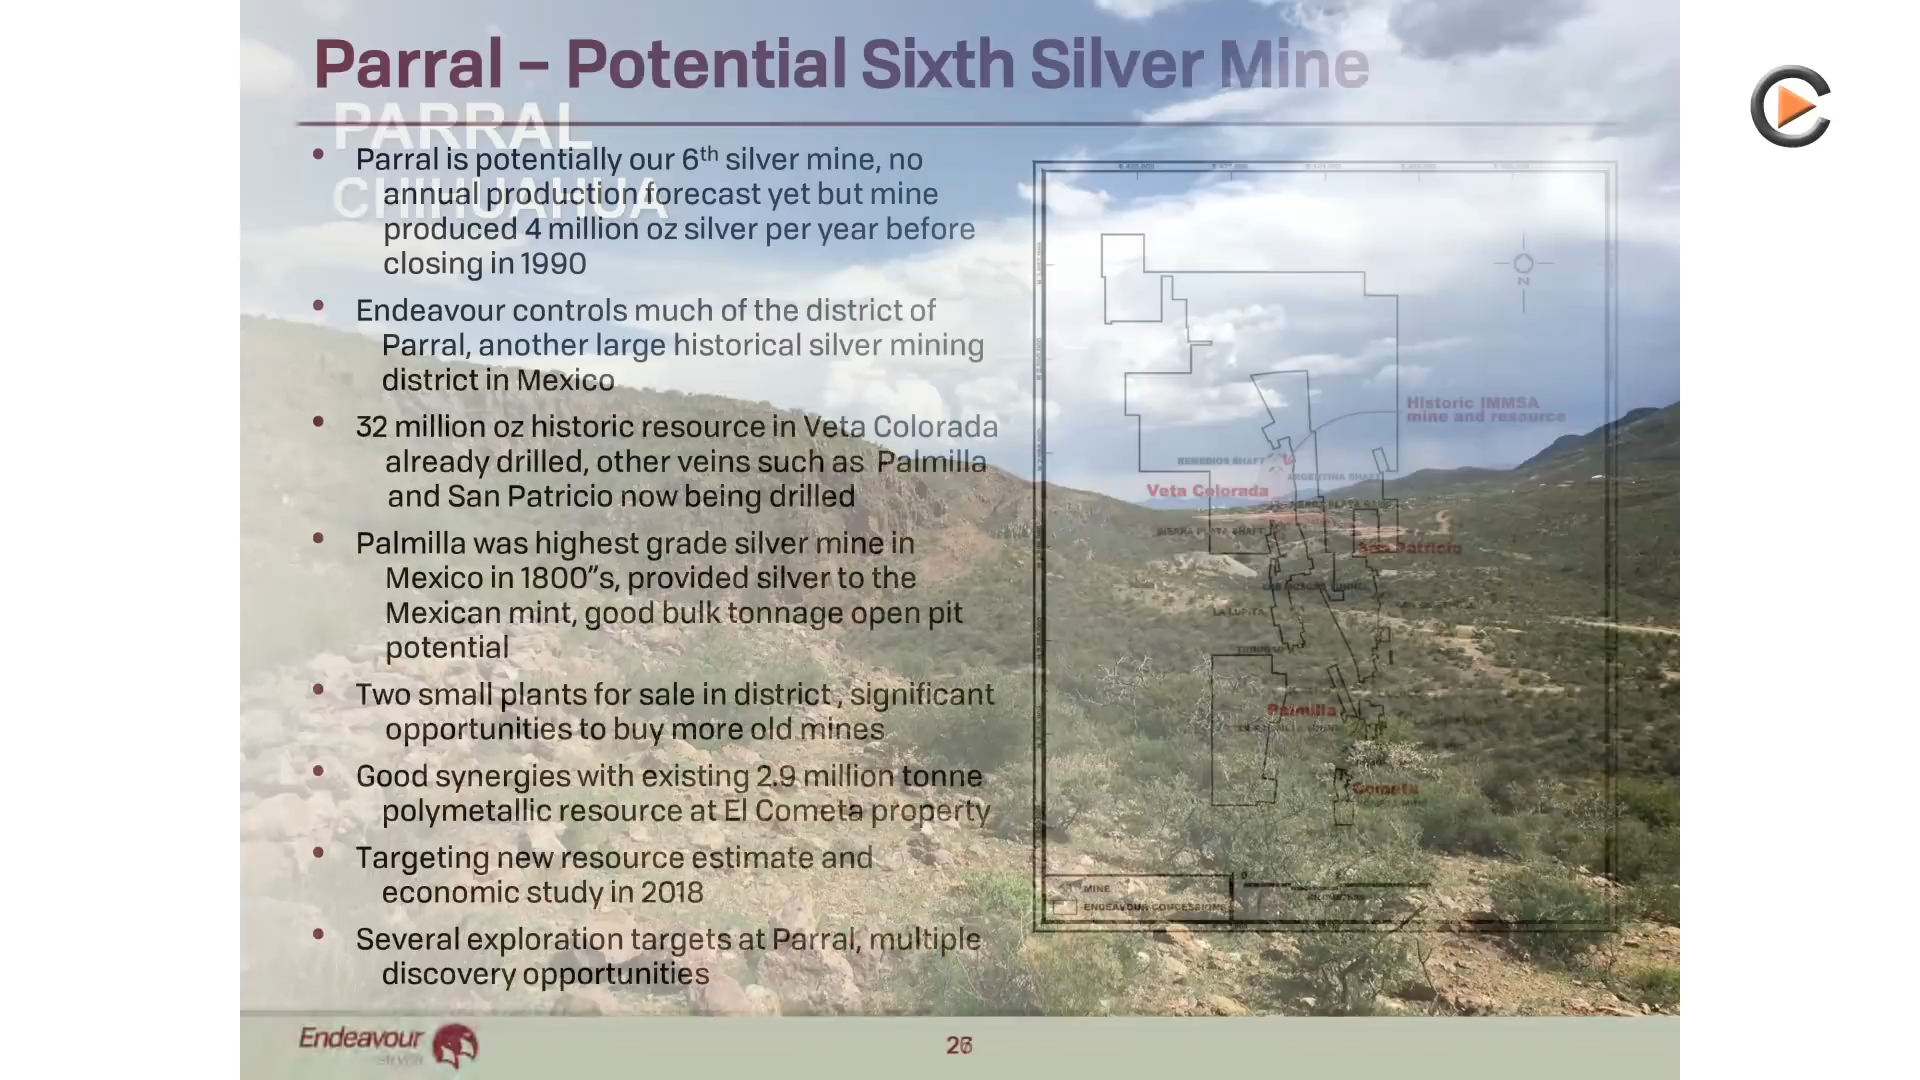 Parral – Potential Sixth Silver Mine
PARRAL
CHIHUAHUA
• Parral is potentially our 6th silver mine, no
annual production forecast yet but mine
produced 4 million oz silver per year before
closing in 1990
• Endeavour controls much of the district of
Parral, another large historical silver mining
district in Mexico
• 32 million oz historic resource in Veta Colorada
already drilled, other veins such as Palmilla
and San Patricio now being drilled
• Palmilla was highest grade silver mine in
Mexico in 1800”s, provided silver to the
Mexican mint, good bulk tonnage open pit
potential
• Two small plants for sale in district, significant
opportunities to buy more old mines
• Good synergies with existing 2.9 million tonne
polymetallic resource at El Cometa property
• Targeting new resource estimate and
economic study in 2018
• Several exploration targets at Parral, multiple
discovery opportunities
Historic IMMSA
mine and resource
REMEDIOS SHAFT
ARGENTINA SHAFT
Veta Colorada
SIERRA PLATA SHAFT
San Patricio
LA LUPITA
Palmilla
Cometa
N
MINE
ENDEAVOUR CONCESSIONS
Endeavour